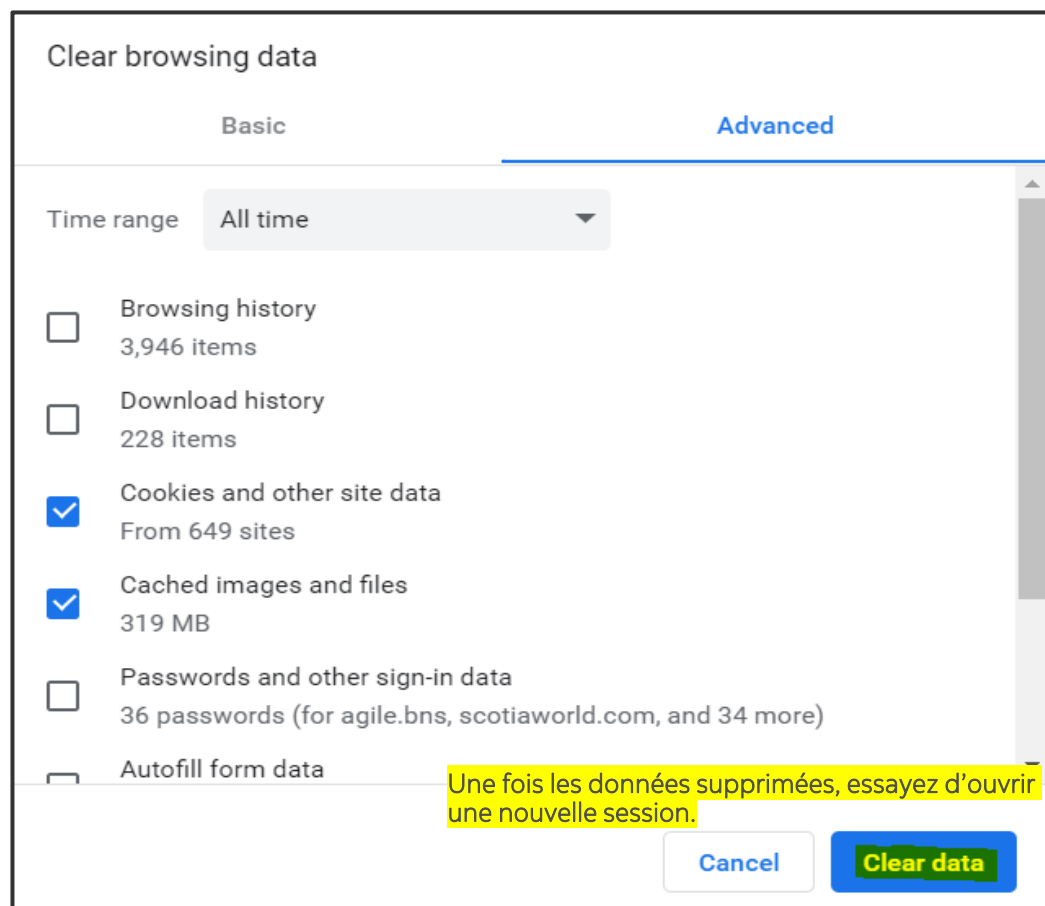 Clear browsing data
Basic
Advanced
Time range
All time
Browsing history
3,946 items
Download history
228 items
Cookies and other site data
From 649 sites
Cached images and files
319 MB
Passwords and other sign-in data
36 passwords (for agile.bns, scotiaworld.com, and 34 more)
Autofill form data
Une fois les données supprimées, essayez d’ouvrir
une nouvelle session.
Cancel
Clear data